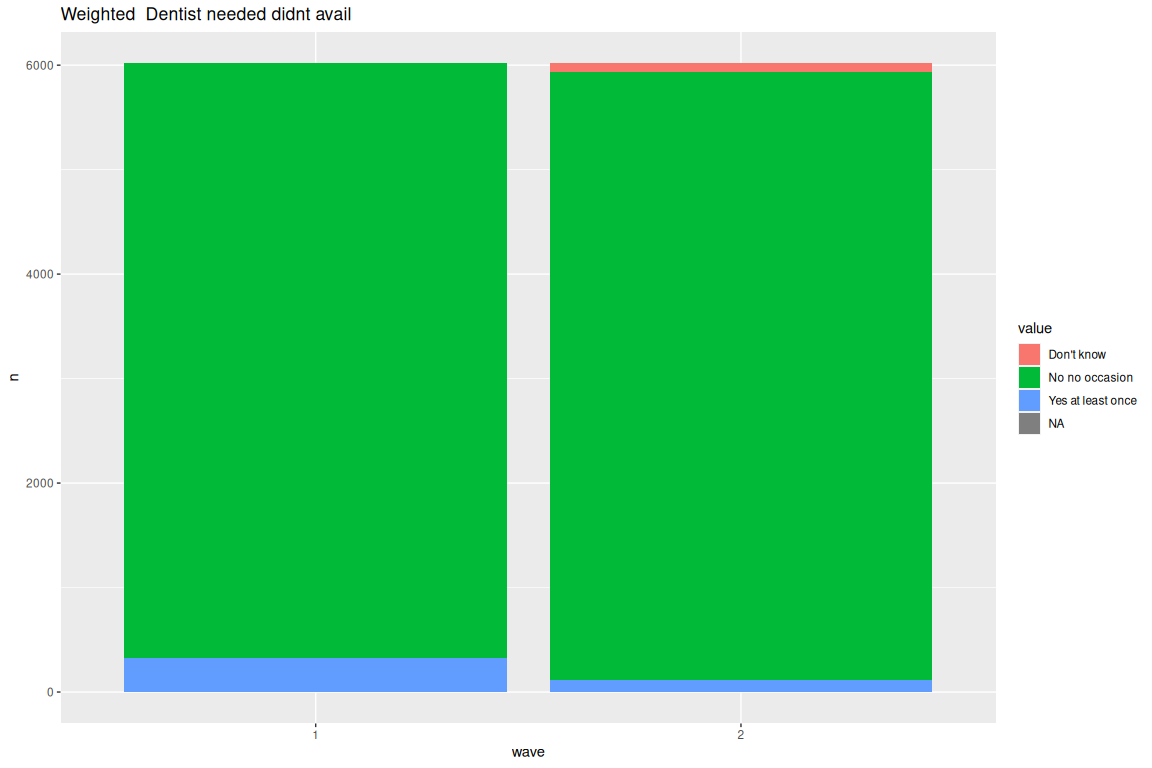 Weighted  Dentist needed didnt avail
6000
4000
2000
0
n
1
2
wave
value
Don't know
No no occasion
Yes at least once
NA